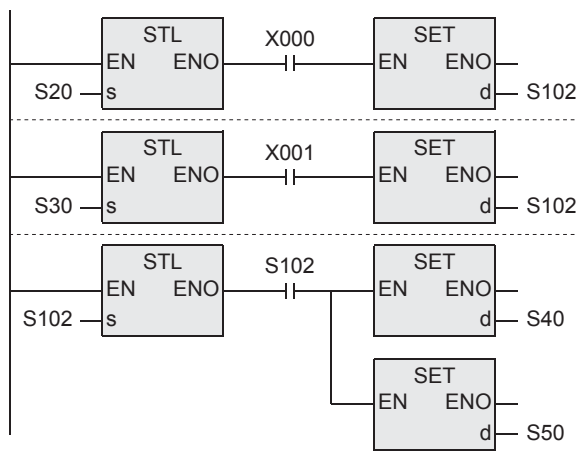 STL X000 SET
EN ENO EN ENO
S20 s d S102
STL X001 SET
EN ENO EN ENO
S30 s d S102
STL S102 SET
EN ENO EN ENO
S102 s d S40
SET
EN ENO
d S50